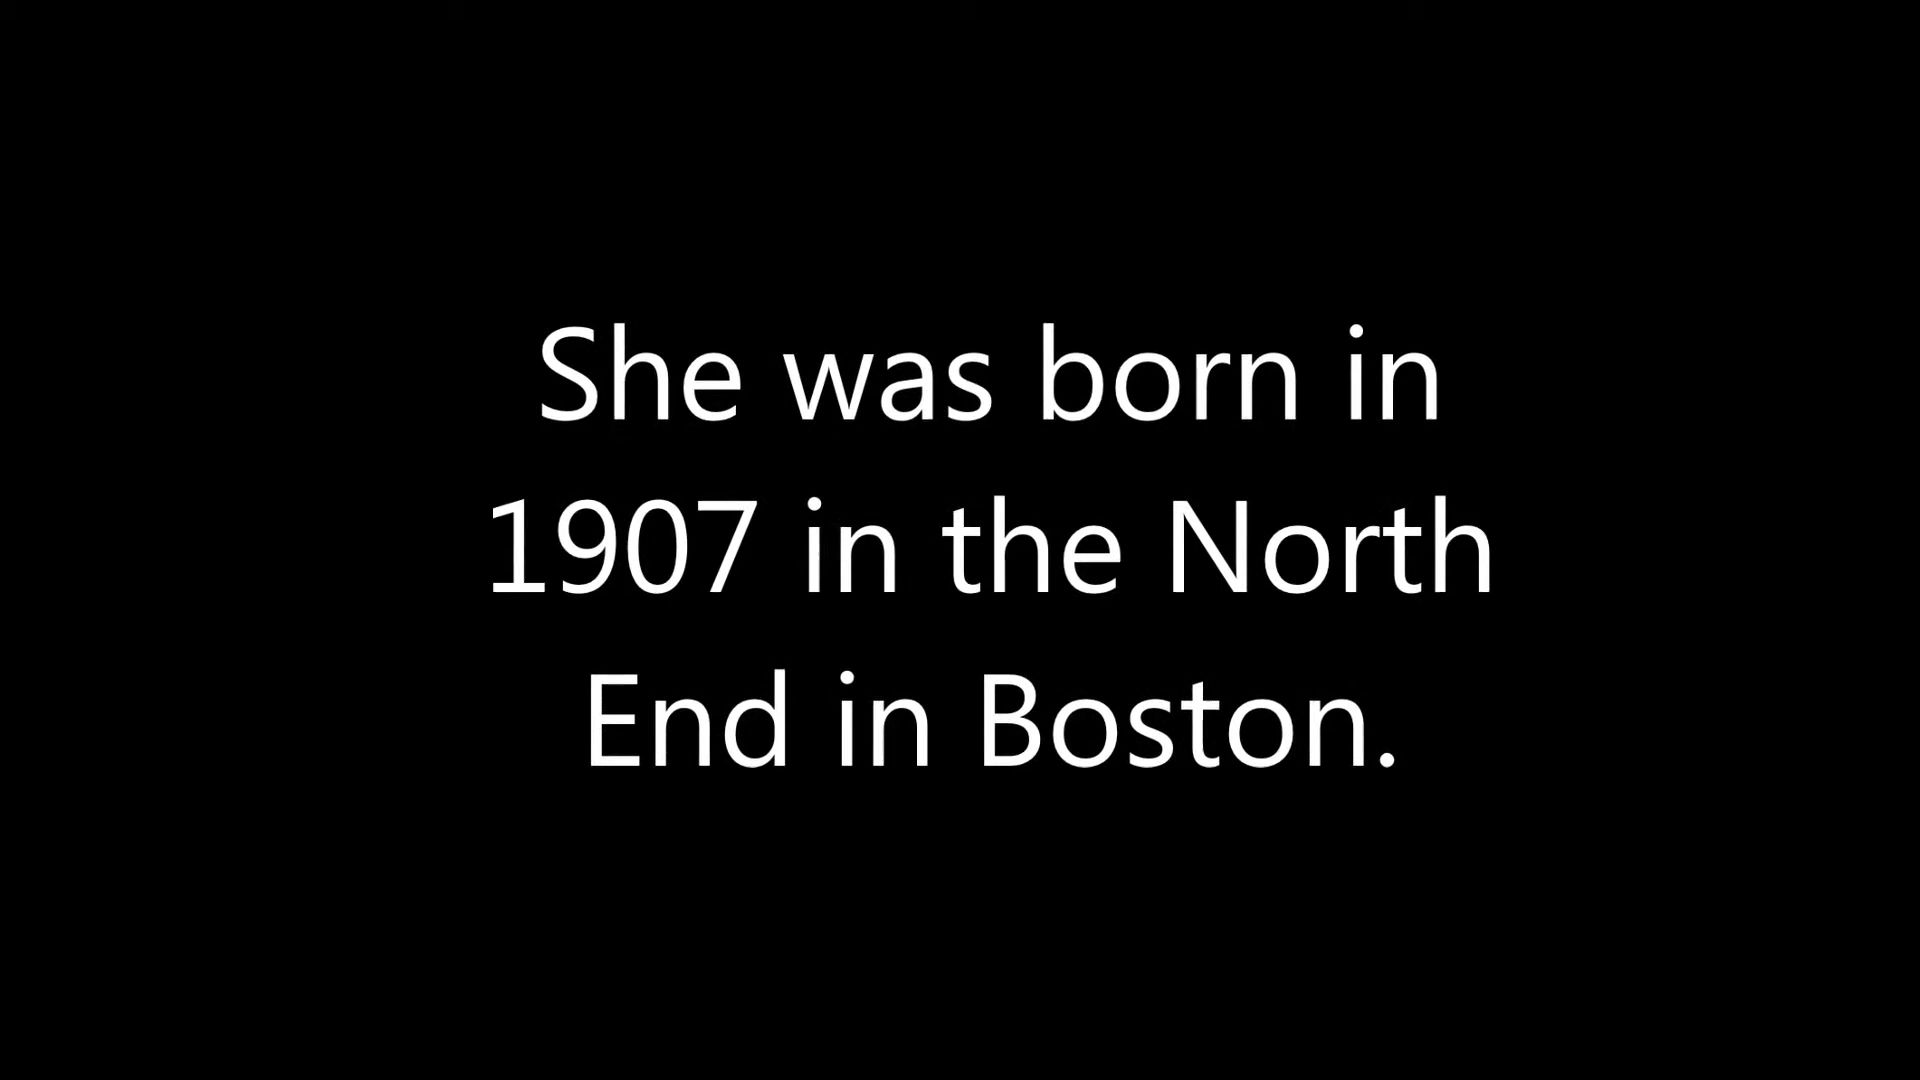 She was born in
1907 in the North
End in Boston.